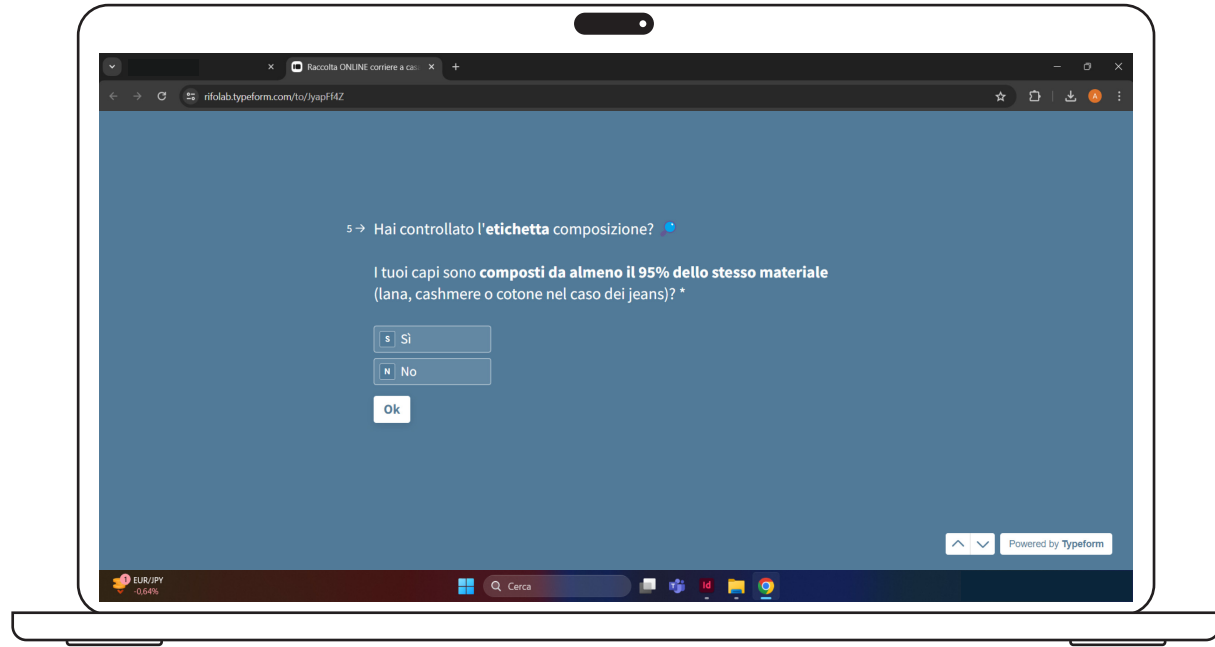 Raccolta ONLINE corriere a cas
rifolab.typeform.com/to/JyapFf4Z
A
5 → Hai controllato l'etichetta composizione?
I tuoi capi sono composti da almeno il 95% dello stesso materiale
(lana, cashmere o cotone nel caso dei jeans)? *
S Sì
N No
Ok
Powered by Typeform
1
EUR/JPY
-0,64%
Cerca
Id